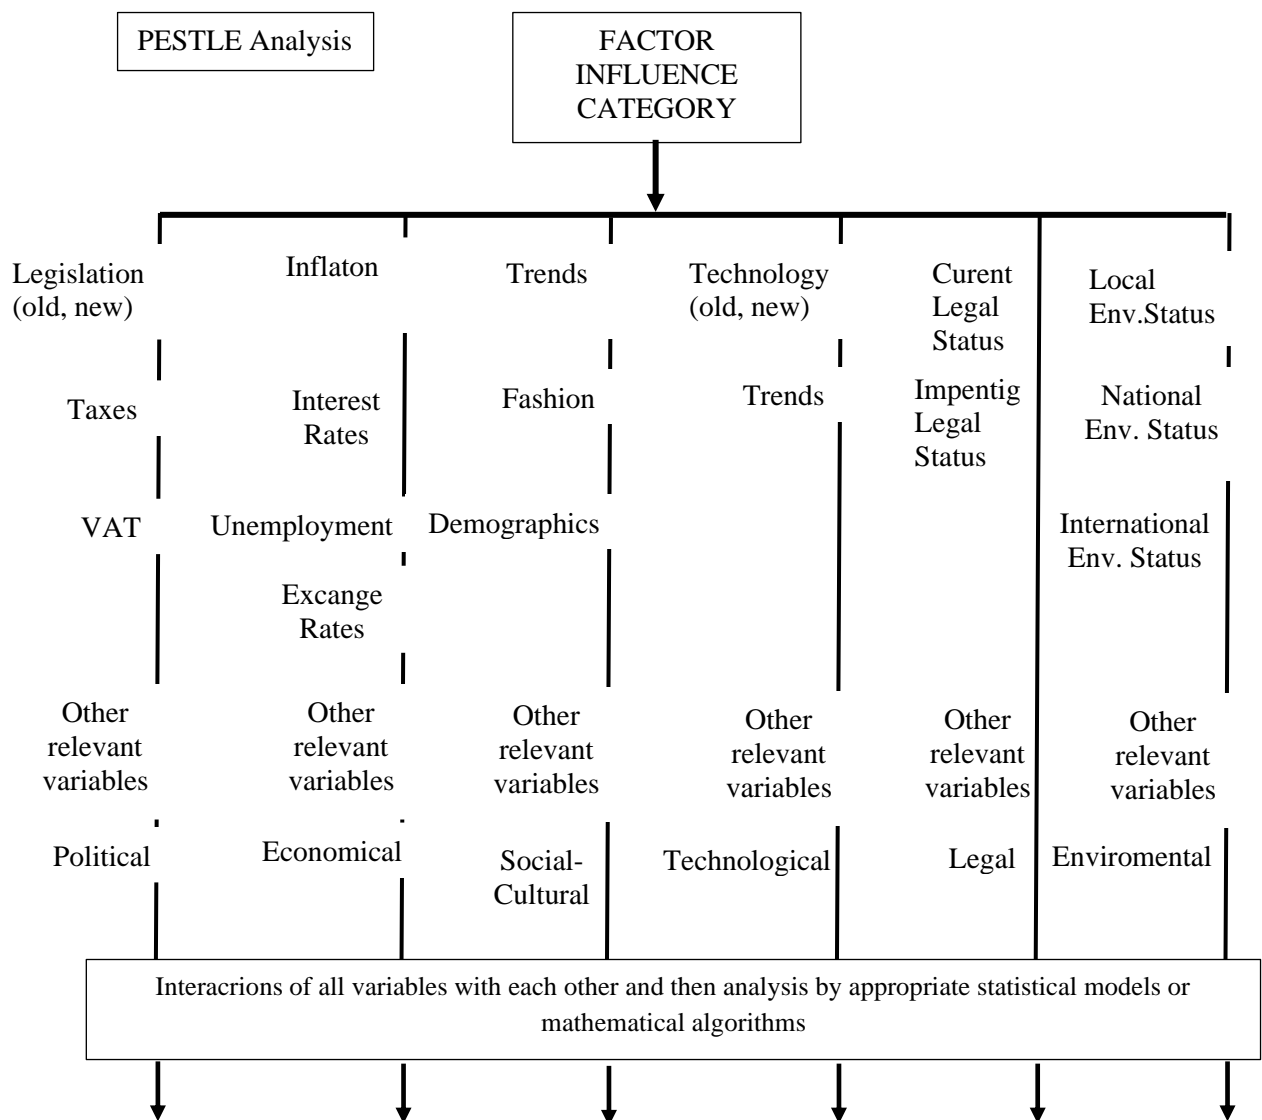 PESTLE Analysis
FACTOR
INFLUENCE
CATEGORY
Legislation
(old, new)
Inflaton
Trends
Technology
(old, new)
Curent
Legal
Status
Local
Env.Status
Taxes
Interest
Rates
Fashion
Trends
Impentig
Legal
Status
National
Env. Status
VAT
Unemployment
Demographics
International
Env. Status
Excange
Rates
Other
relevant
variables
Other
relevant
variables
Other
relevant
variables
Other
relevant
variables
Other
relevant
variables
Other
relevant
variables
Political
Economical
Social-
Cultural
Technological
Legal
Enviromental
Interacrions of all variables with each other and then analysis by appropriate statistical models or
mathematical algorithms